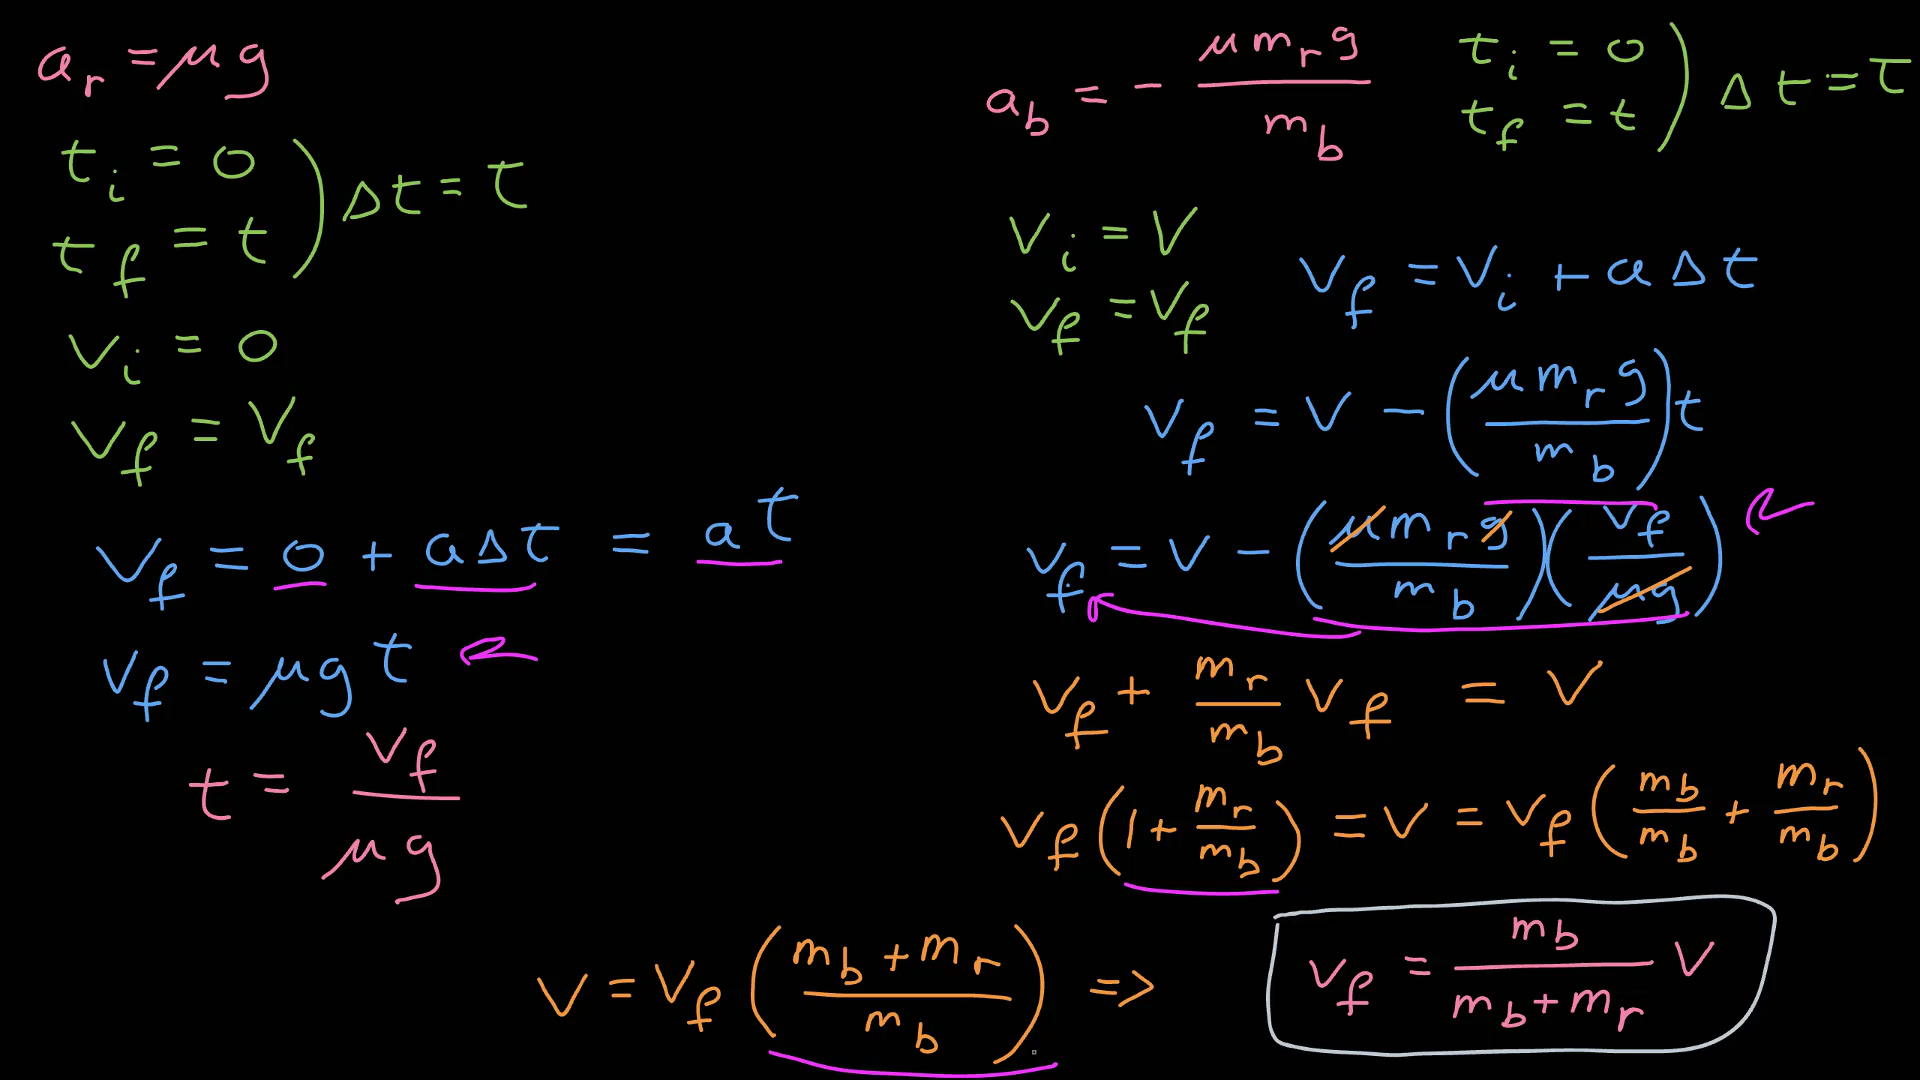 a_r = μg
t_i = 0
t_f = t ) Δt = t
v_i = 0
v_f = v_f
v_f = 0 + aΔt = at
v_f = μgt
t = v_f / μg
a_b = - μ m_r g / m_b
t_i = 0
t_f = t ) Δt = t
v_i = v
v_f = v_f
v_f = v_i + aΔt
v_f = v - (μ m_r g / m_b) t
v_f = v - (μ m_r g / m_b)(v_f / μg)
v_f + m_r / m_b v_f = v
v_f (1 + m_r / m_b) = v = v_f (m_b / m_b + m_r / m_b)
v = v_f (m_b + m_r / m_b) =>
v_f = m_b / m_b + m_r v